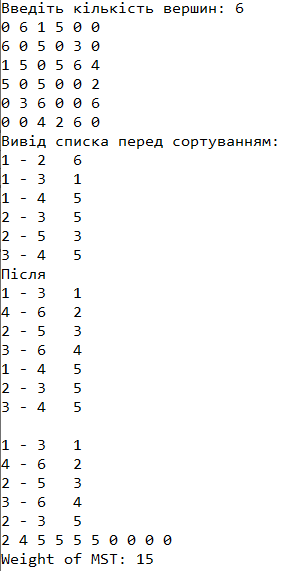 Введіть кількість вершин: 6
0 6 1 5 0 0
6 0 5 0 3 0
1 5 0 5 6 4
5 0 5 0 0 2
0 3 6 0 0 6
0 0 4 2 6 0
Вивід списка перед сортуванням:
1 - 2   6
1 - 3   1
1 - 4   5
2 - 3   5
2 - 5   3
3 - 4   5
Після
1 - 3   1
4 - 6   2
2 - 5   3
3 - 6   4
1 - 4   5
2 - 3   5
3 - 4   5

1 - 3   1
4 - 6   2
2 - 5   3
3 - 6   4
2 - 3   5
2 4 5 5 5 5 0 0 0 0
Weight of MST: 15